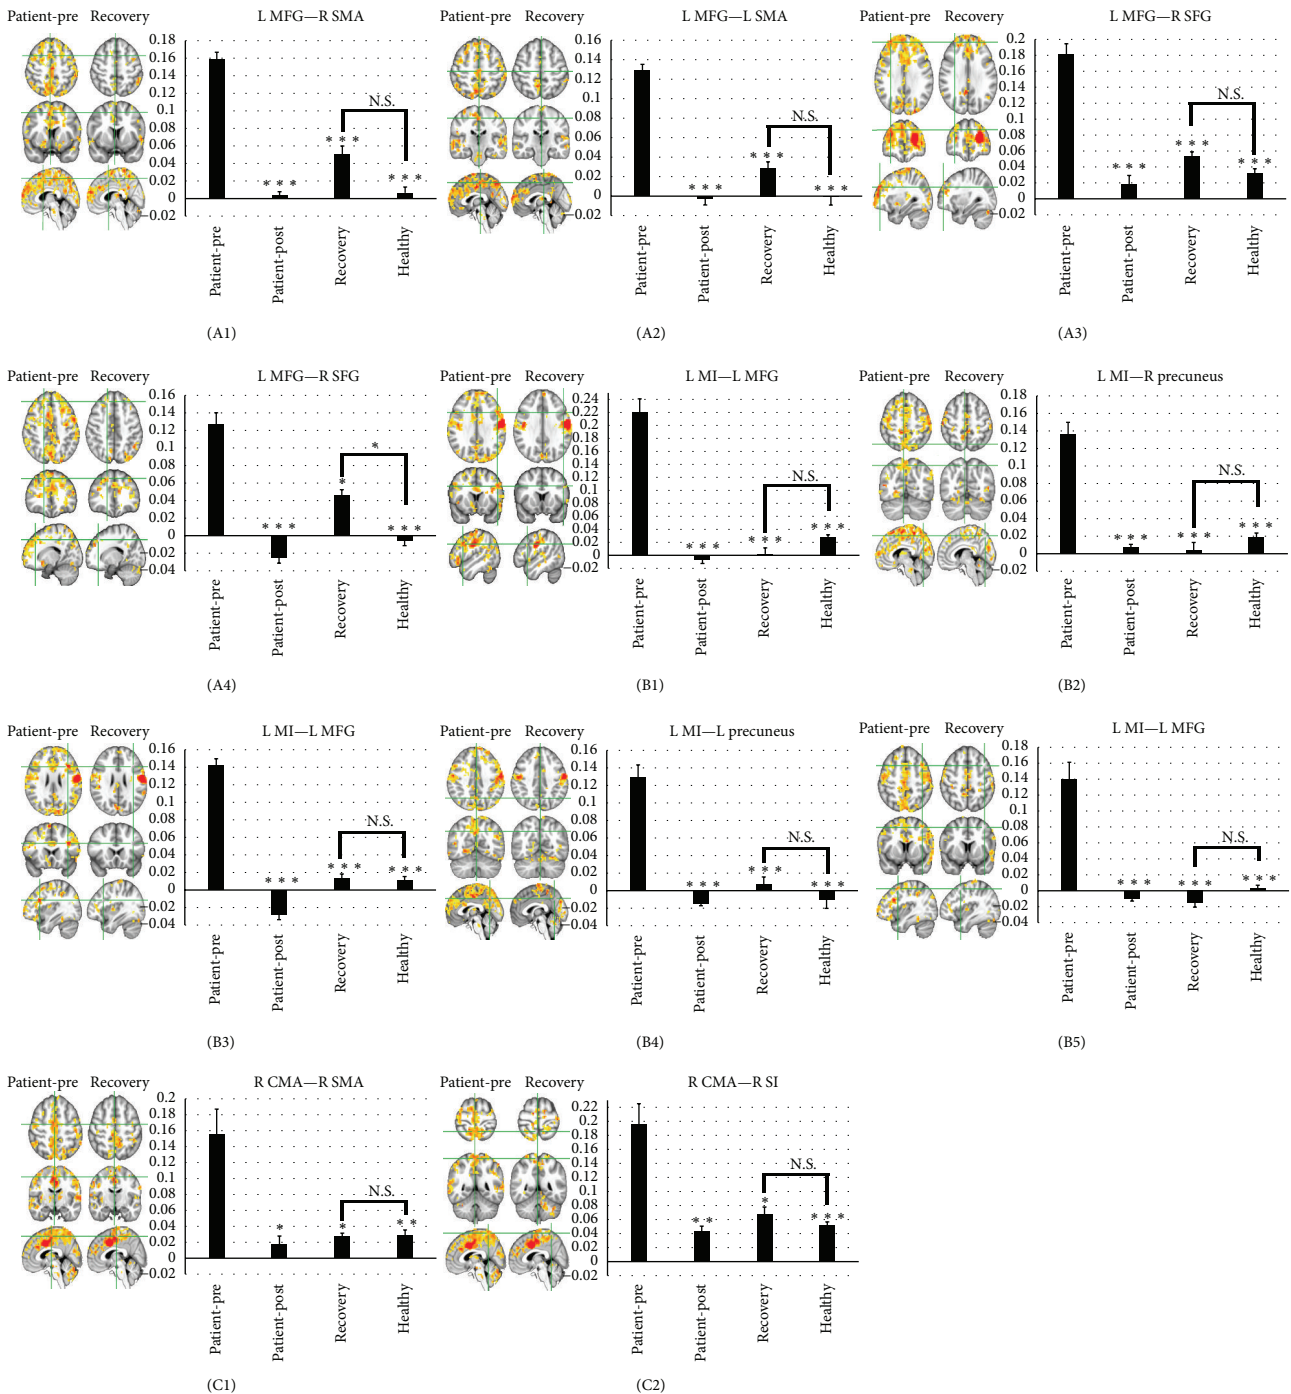 Patient-pre Recovery L MFG—R SMA
0.18
0.16
0.14
0.12
0.1
0.08
0.06
0.04
0.02
0
−0.02
N.S.
* * *
* * *
* * *
Patient-pre
Patient-post
Recovery
Healthy
(A1)
Patient-pre Recovery L MFG—L SMA
0.16
0.14
0.12
0.1
0.08
0.06
0.04
0.02
0
−0.02
N.S.
* * *
* * *
* * *
Patient-pre
Patient-post
Recovery
Healthy
(A2)
Patient-pre Recovery L MFG—R SFG
0.2
0.18
0.16
0.14
0.12
0.1
0.08
0.06
0.04
0.02
0
−0.02
N.S.
* * *
* * *
* * *
Patient-pre
Patient-post
Recovery
Healthy
(A3)
Patient-pre Recovery L MFG—R SFG
0.16
0.14
0.12
0.1
0.08
0.06
0.04
0.02
0
−0.02
−0.04
*
* * *
*
* * *
Patient-pre
Patient-post
Recovery
Healthy
(A4)
Patient-pre Recovery L MI—L MFG
0.24
0.22
0.2
0.18
0.16
0.14
0.12
0.1
0.08
0.06
0.04
0.02
0
−0.02
N.S.
* * *
* * *
* * *
Patient-pre
Patient-post
Recovery
Healthy
(B1)
Patient-pre Recovery L MI—R precuneus
0.18
0.16
0.14
0.12
0.1
0.08
0.06
0.04
0.02
0
−0.02
N.S.
* * *
* * *
* * *
Patient-pre
Patient-post
Recovery
Healthy
(B2)
Patient-pre Recovery L MI—L MFG
0.16
0.14
0.12
0.1
0.08
0.06
0.04
0.02
0
−0.02
−0.04
N.S.
* * *
* * *
* * *
Patient-pre
Patient-post
Recovery
Healthy
(B3)
Patient-pre Recovery L MI—L precuneus
0.16
0.14
0.12
0.1
0.08
0.06
0.04
0.02
0
−0.02
−0.04
N.S.
* * *
* * *
* * *
Patient-pre
Patient-post
Recovery
Healthy
(B4)
Patient-pre Recovery L MI—L MFG
0.18
0.16
0.14
0.12
0.1
0.08
0.06
0.04
0.02
0
−0.02
−0.04
N.S.
* * *
* * *
* * *
Patient-pre
Patient-post
Recovery
Healthy
(B5)
Patient-pre Recovery R CMA—R SMA
0.2
0.18
0.16
0.14
0.12
0.1
0.08
0.06
0.04
0.02
0
−0.02
N.S.
*
*
* *
Patient-pre
Patient-post
Recovery
Healthy
(C1)
Patient-pre Recovery R CMA—R SI
0.22
0.2
0.18
0.16
0.14
0.12
0.1
0.08
0.06
0.04
0.02
0
−0.02
N.S.
* *
*
* * *
Patient-pre
Patient-post
Recovery
Healthy
(C2)